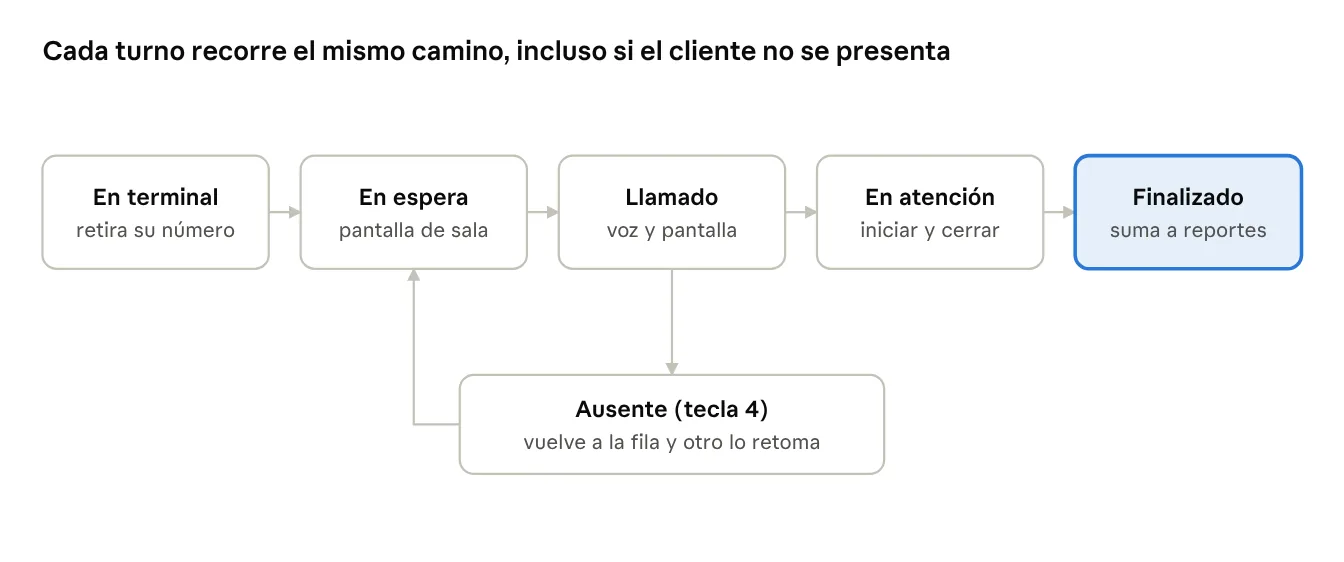 Cada turno recorre el mismo camino, incluso si el cliente no se presenta
En terminal
retira su número
En espera
pantalla de sala
Llamado
voz y pantalla
En atención
iniciar y cerrar
Finalizado
suma a reportes
Ausente (tecla 4)
vuelve a la fila y otro lo retoma